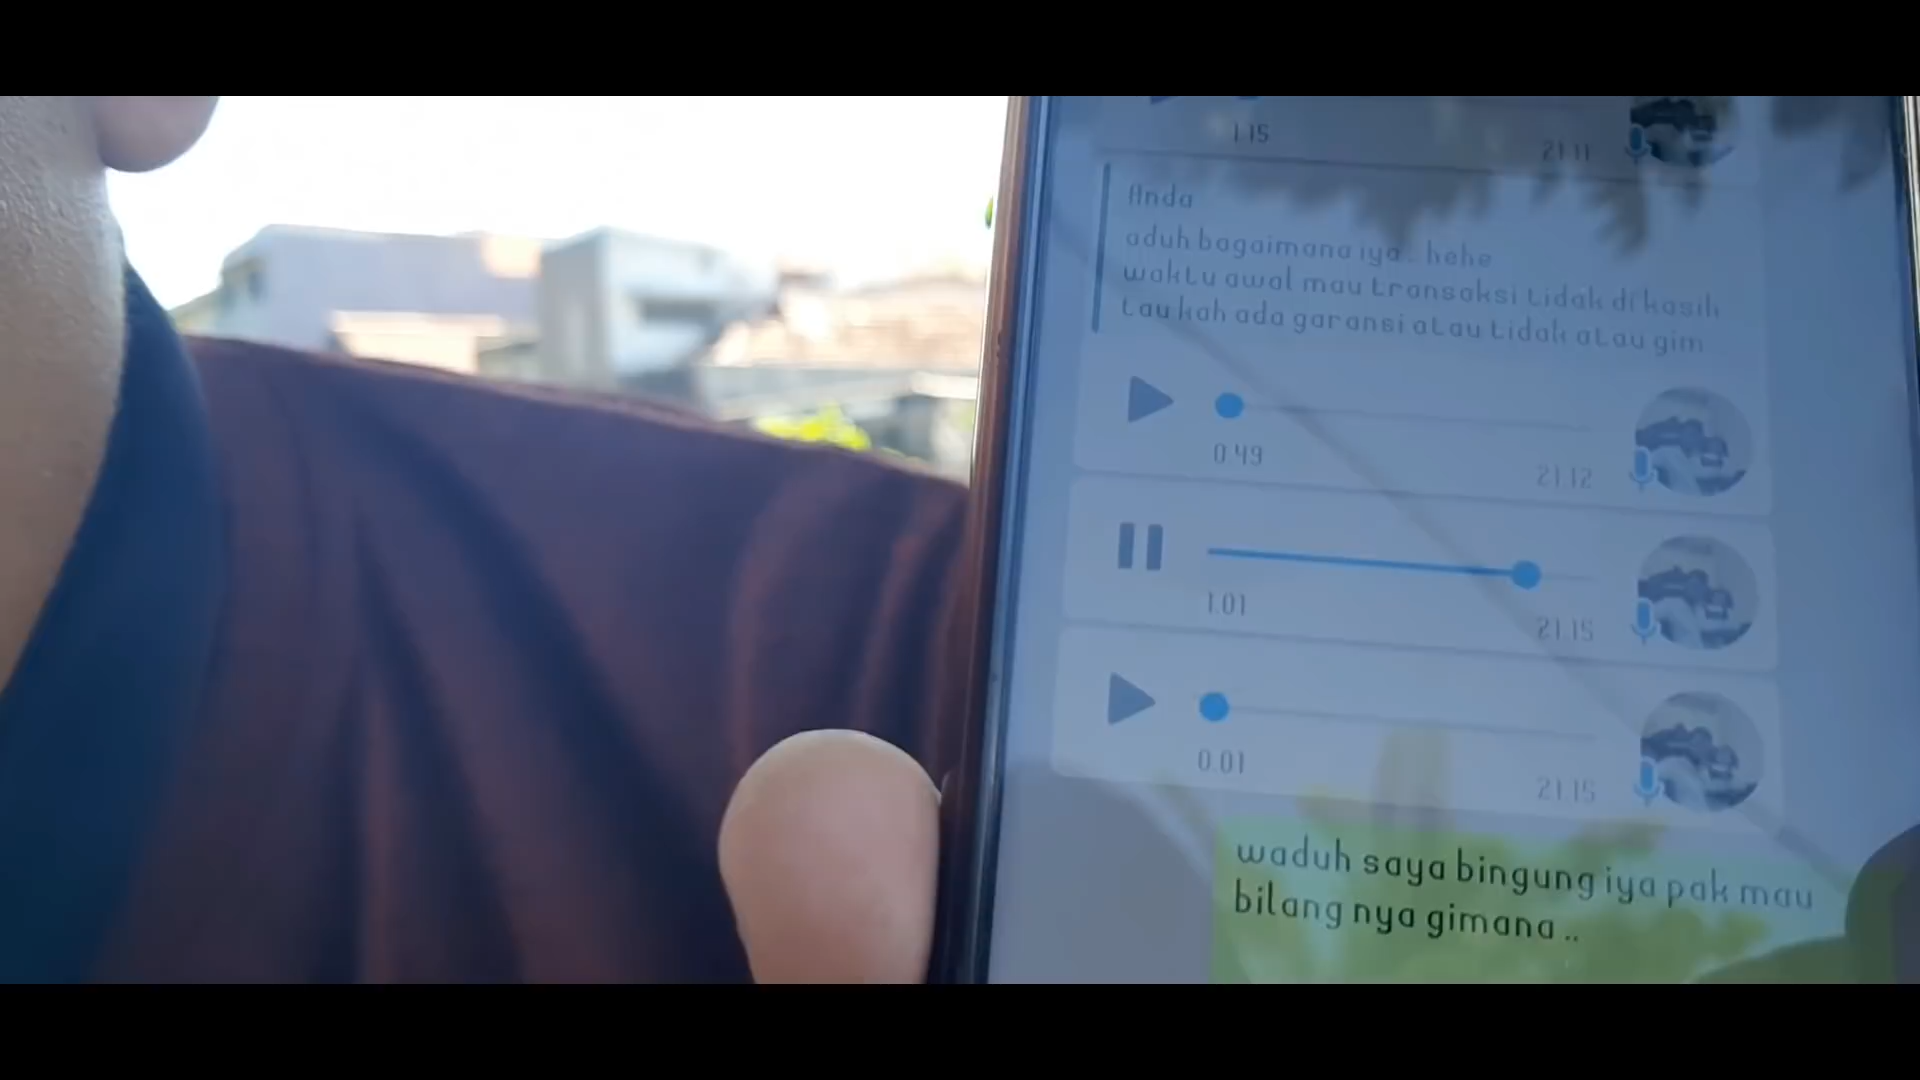 1.15
21.11
Anda
aduh bagaimana iya.. hehe
waktu awal mau transaksi tidak di kasih
tau kah ada garansi atau tidak atau gim
0.49
21.12
1.01
21.15
0.01
21.15
waduh saya bingung iya pak mau
bilang nya gimana ..